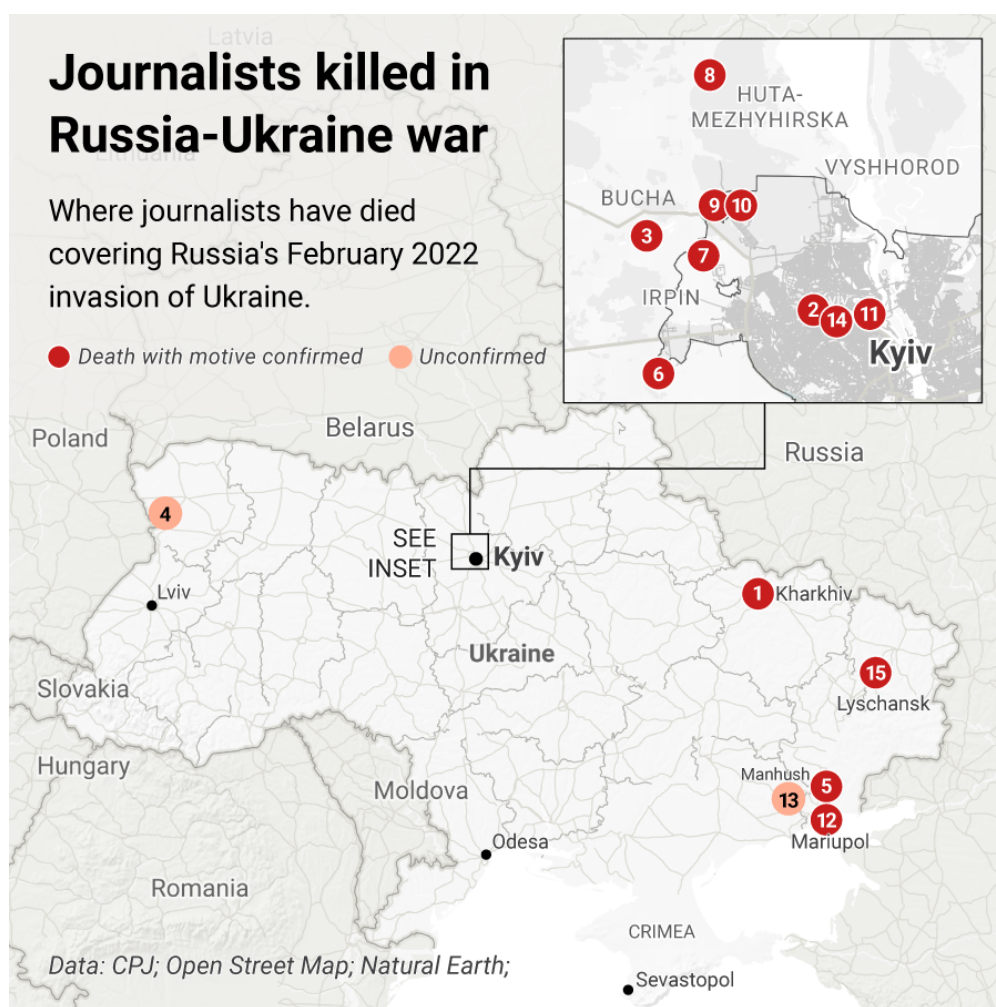 Latvia
Journalists killed in
Russia-Ukraine war
Lithuania
Where journalists have died
covering Russia's February 2022
invasion of Ukraine.
Death with motive confirmed
Unconfirmed
8
HUTA-
MEZHYHIRSKA
VYSHHOROD
BUCHA
9
10
3
7
IRPIN
2
14
11
Kyiv
6
Poland
Belarus
Russia
4
SEE
INSET
Kyiv
Lviv
1
Kharkhiv
Ukraine
15
Lyschansk
Slovakia
Hungary
Moldova
Manhush
5
13
12
Mariupol
Odesa
Romania
CRIMEA
Data: CPJ; Open Street Map; Natural Earth;
Sevastopol